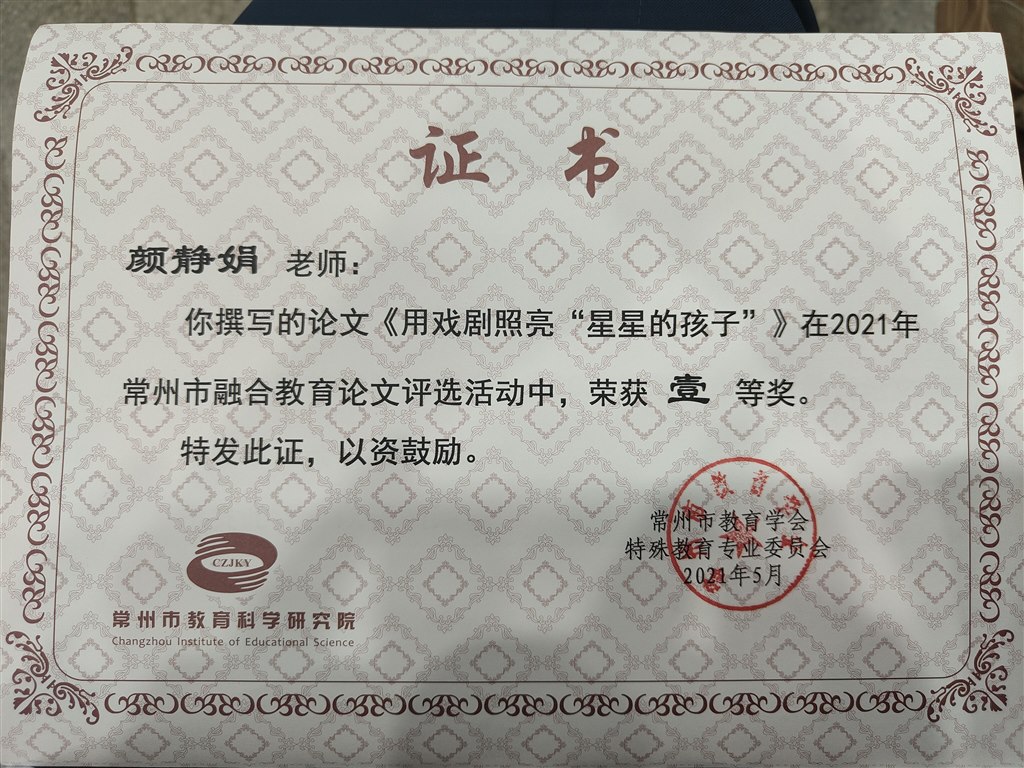 证 书
颜静娟 老师:
你撰写的论文《用戏剧照亮“星星的孩子”》在2021年
常州市融合教育论文评选活动中，荣获 壹 等奖。
特发此证，以资鼓励。
常州市教育学会
特殊教育专业委员会
2021年5月
CZJKY
常州市教育科学研究院
Changzhou Institute of Educational Science